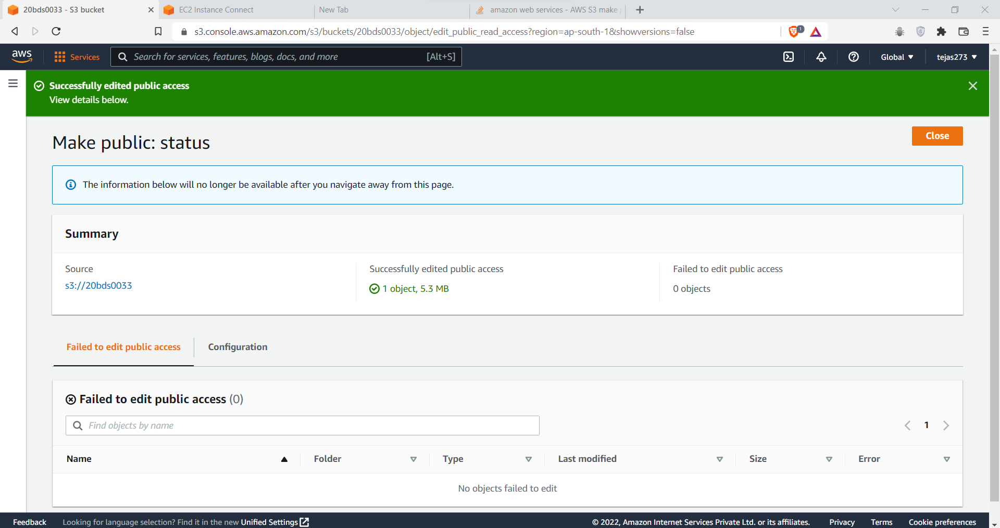 20bds0033 - S3 bucket
EC2 Instance Connect
New Tab
amazon web services - AWS S3 make
s3.console.aws.amazon.com/s3/buckets/20bds0033/object/edit_public_read_access?region=ap-south-1&showversions=false
1
aws
Services
Search for services, features, blogs, docs, and more
[Alt+S]
Global
tejas273
Successfully edited public access
View details below.
Make public: status
Close
The information below will no longer be available after you navigate away from this page.
Summary
Source
s3://20bds0033
Successfully edited public access
1 object, 5.3 MB
Failed to edit public access
0 objects
Failed to edit public access
Configuration
Failed to edit public access (0)
Find objects by name
1
Name
Folder
Type
Last modified
Size
Error
No objects failed to edit
Feedback
Looking for language selection? Find it in the new Unified Settings
© 2022, Amazon Internet Services Private Ltd. or its affiliates.
Privacy
Terms
Cookie preferences